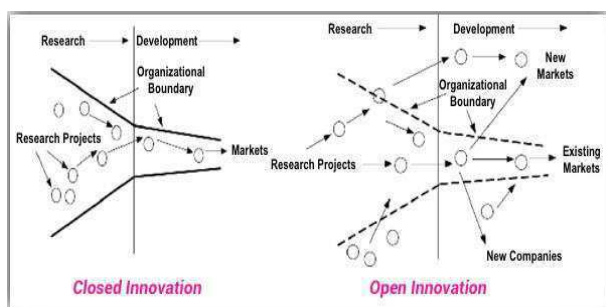 Research
Development
Organizational
Boundary
Research Projects
Markets
Closed Innovation
Research
Development
New
Markets
Organizational
Boundary
Research Projects
Existing
Markets
New Companies
Open Innovation